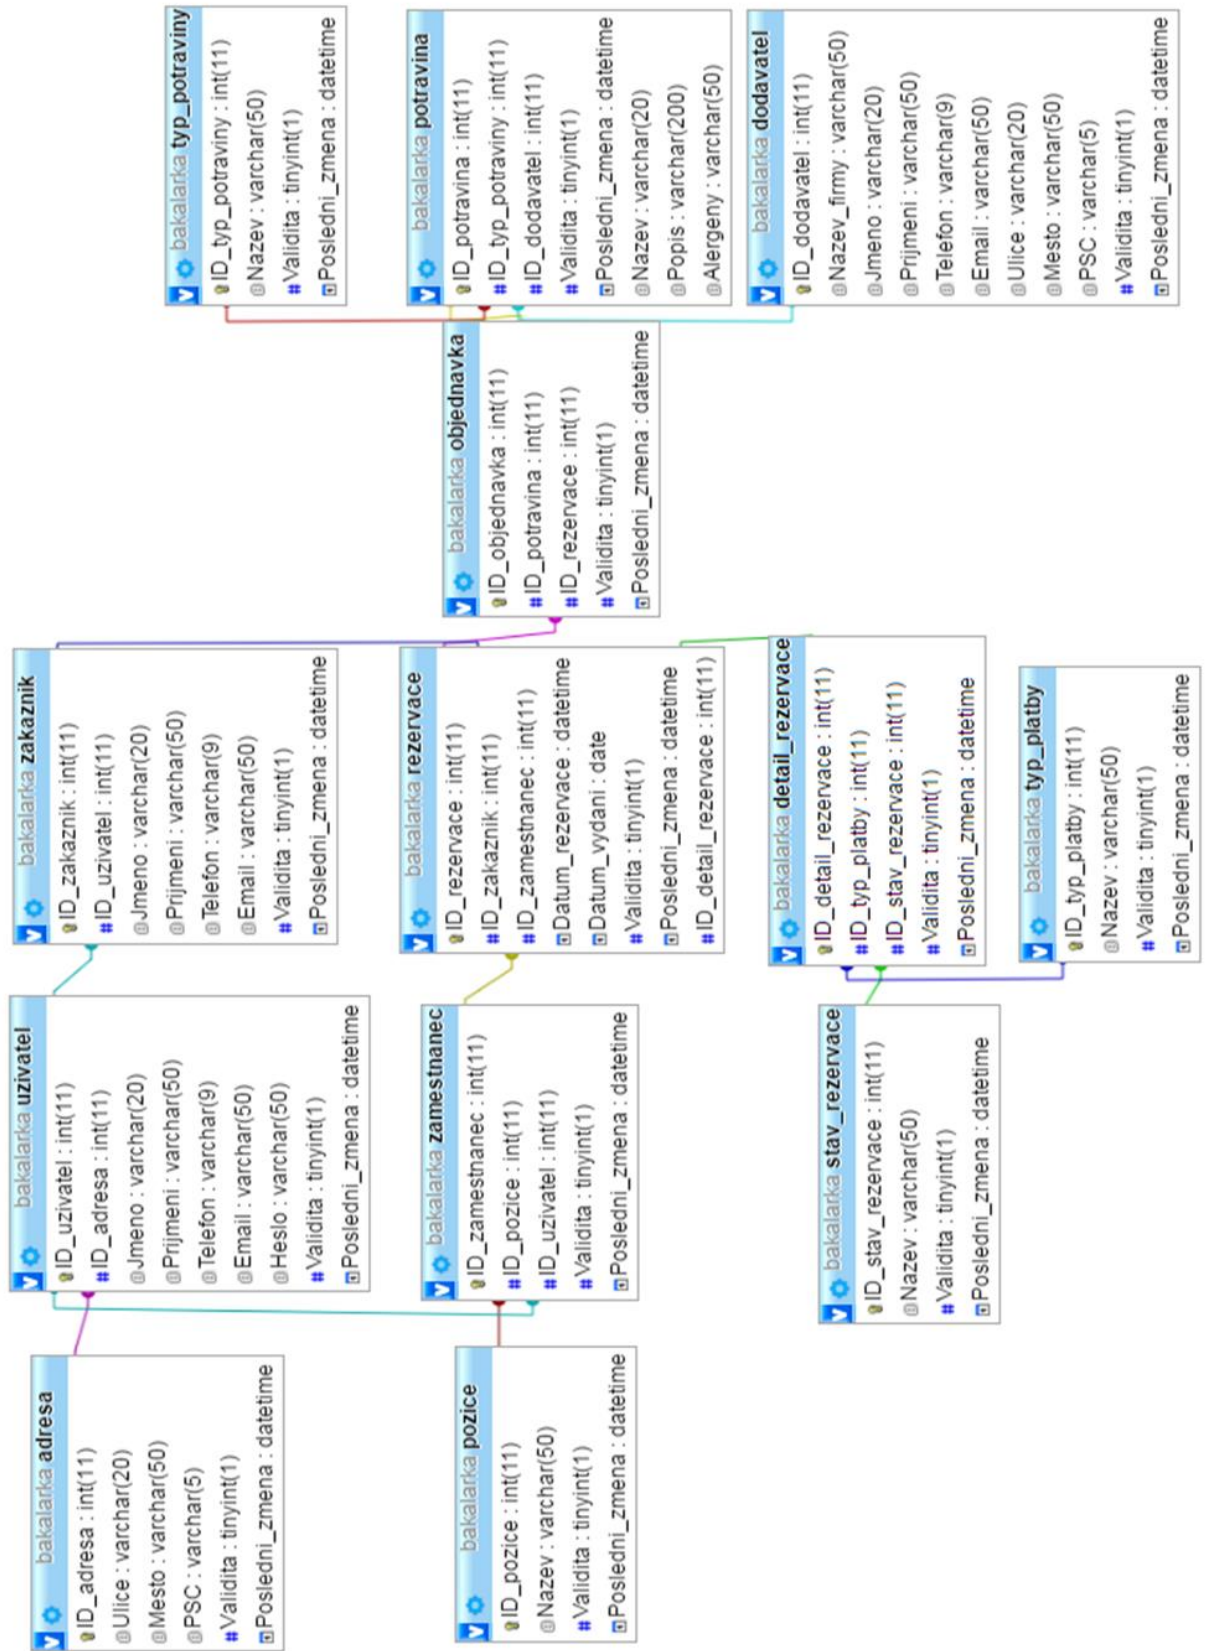 bakalarka adresa
ID_adresa : int(11)
Ulice : varchar(20)
Mesto : varchar(50)
PSC : varchar(5)
Validita : tinyint(1)
Posledni_zmena : datetime
bakalarka pozice
ID_pozice : int(11)
Nazev : varchar(50)
Validita : tinyint(1)
Posledni_zmena : datetime
bakalarka uzivatel
ID_uzivatel : int(11)
ID_adresa : int(11)
Jmeno : varchar(20)
Prijmeni : varchar(50)
Telefon : varchar(9)
Email : varchar(50)
Heslo : varchar(50)
Validita : tinyint(1)
Posledni_zmena : datetime
bakalarka zamestnanec
ID_zamestnanec : int(11)
ID_pozice : int(11)
ID_uzivatel : int(11)
Validita : tinyint(1)
Posledni_zmena : datetime
bakalarka stav_rezervace
ID_stav_rezervace : int(11)
Nazev : varchar(50)
Validita : tinyint(1)
Posledni_zmena : datetime
bakalarka zakaznik
ID_zakaznik : int(11)
ID_uzivatel : int(11)
Jmeno : varchar(20)
Prijmeni : varchar(50)
Telefon : varchar(9)
Email : varchar(50)
Validita : tinyint(1)
Posledni_zmena : datetime
bakalarka rezervace
ID_rezervace : int(11)
ID_zakaznik : int(11)
ID_zamestnanec : int(11)
Datum_rezervace : datetime
Datum_vydani : date
Validita : tinyint(1)
Posledni_zmena : datetime
ID_detail_rezervace : int(11)
bakalarka detail_rezervace
ID_detail_rezervace : int(11)
ID_typ_platby : int(11)
ID_stav_rezervace : int(11)
Validita : tinyint(1)
Posledni_zmena : datetime
bakalarka typ_platby
ID_typ_platby : int(11)
Nazev : varchar(50)
Validita : tinyint(1)
Posledni_zmena : datetime
bakalarka objednavka
ID_objednavka : int(11)
ID_potravina : int(11)
ID_rezervace : int(11)
Validita : tinyint(1)
Posledni_zmena : datetime
bakalarka typ_potraviny
ID_typ_potraviny : int(11)
Nazev : varchar(50)
Validita : tinyint(1)
Posledni_zmena : datetime
bakalarka potravina
ID_potravina : int(11)
ID_typ_potraviny : int(11)
ID_dodavatel : int(11)
Validita : tinyint(1)
Posledni_zmena : datetime
Nazev : varchar(20)
Popis : varchar(200)
Alergeny : varchar(50)
bakalarka dodavatel
ID_dodavatel : int(11)
Nazev_firmy : varchar(50)
Jmeno : varchar(20)
Prijmeni : varchar(50)
Telefon : varchar(9)
Email : varchar(50)
Ulice : varchar(20)
Mesto : varchar(50)
PSC : varchar(5)
Validita : tinyint(1)
Posledni_zmena : datetime